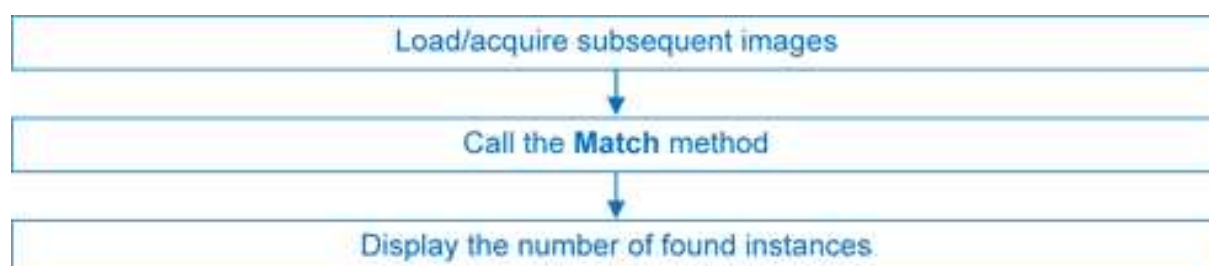 Load/acquire subsequent images
Call the Match method
Display the number of found instances